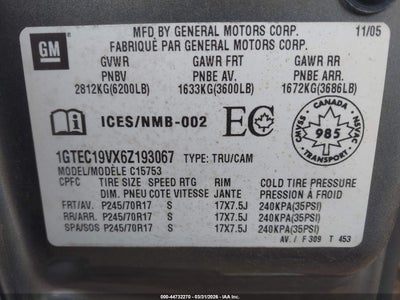 MFD BY GENERAL MOTORS CORP. 11/05
FABRIQUÉ PAR GENERAL MOTORS CORP.
GM
GVWR GAWR FRT GAWR RR
PNBV PNBE AV. PNBE ARR.
2812KG(6200LB) 1633KG(3600LB) 1672KG(3686LB)
ICES/NMB-002 EC CANADA
CMVSS NSVAC
985
TRANSPORT
1GTEC19VX6Z193067 TYPE: TRU/CAM
MODEL/MODÈLE C15753
CPFC TIRE SIZE SPEED RTG RIM COLD TIRE PRESSURE
DIM. PNEU COTE VITESSE JANTE PRESSION À FROID
FRT/AV. P245/70R17 S 17X7.5J 240KPA(35PSI)
RR/ARR. P245/70R17 S 17X7.5J 240KPA(35PSI)
SPA/SOS P245/70R17 S 17X7.5J 240KPA(35PSI)
AV./ F 309 T 453
000-44732270 - 03/31/2026 - IAA